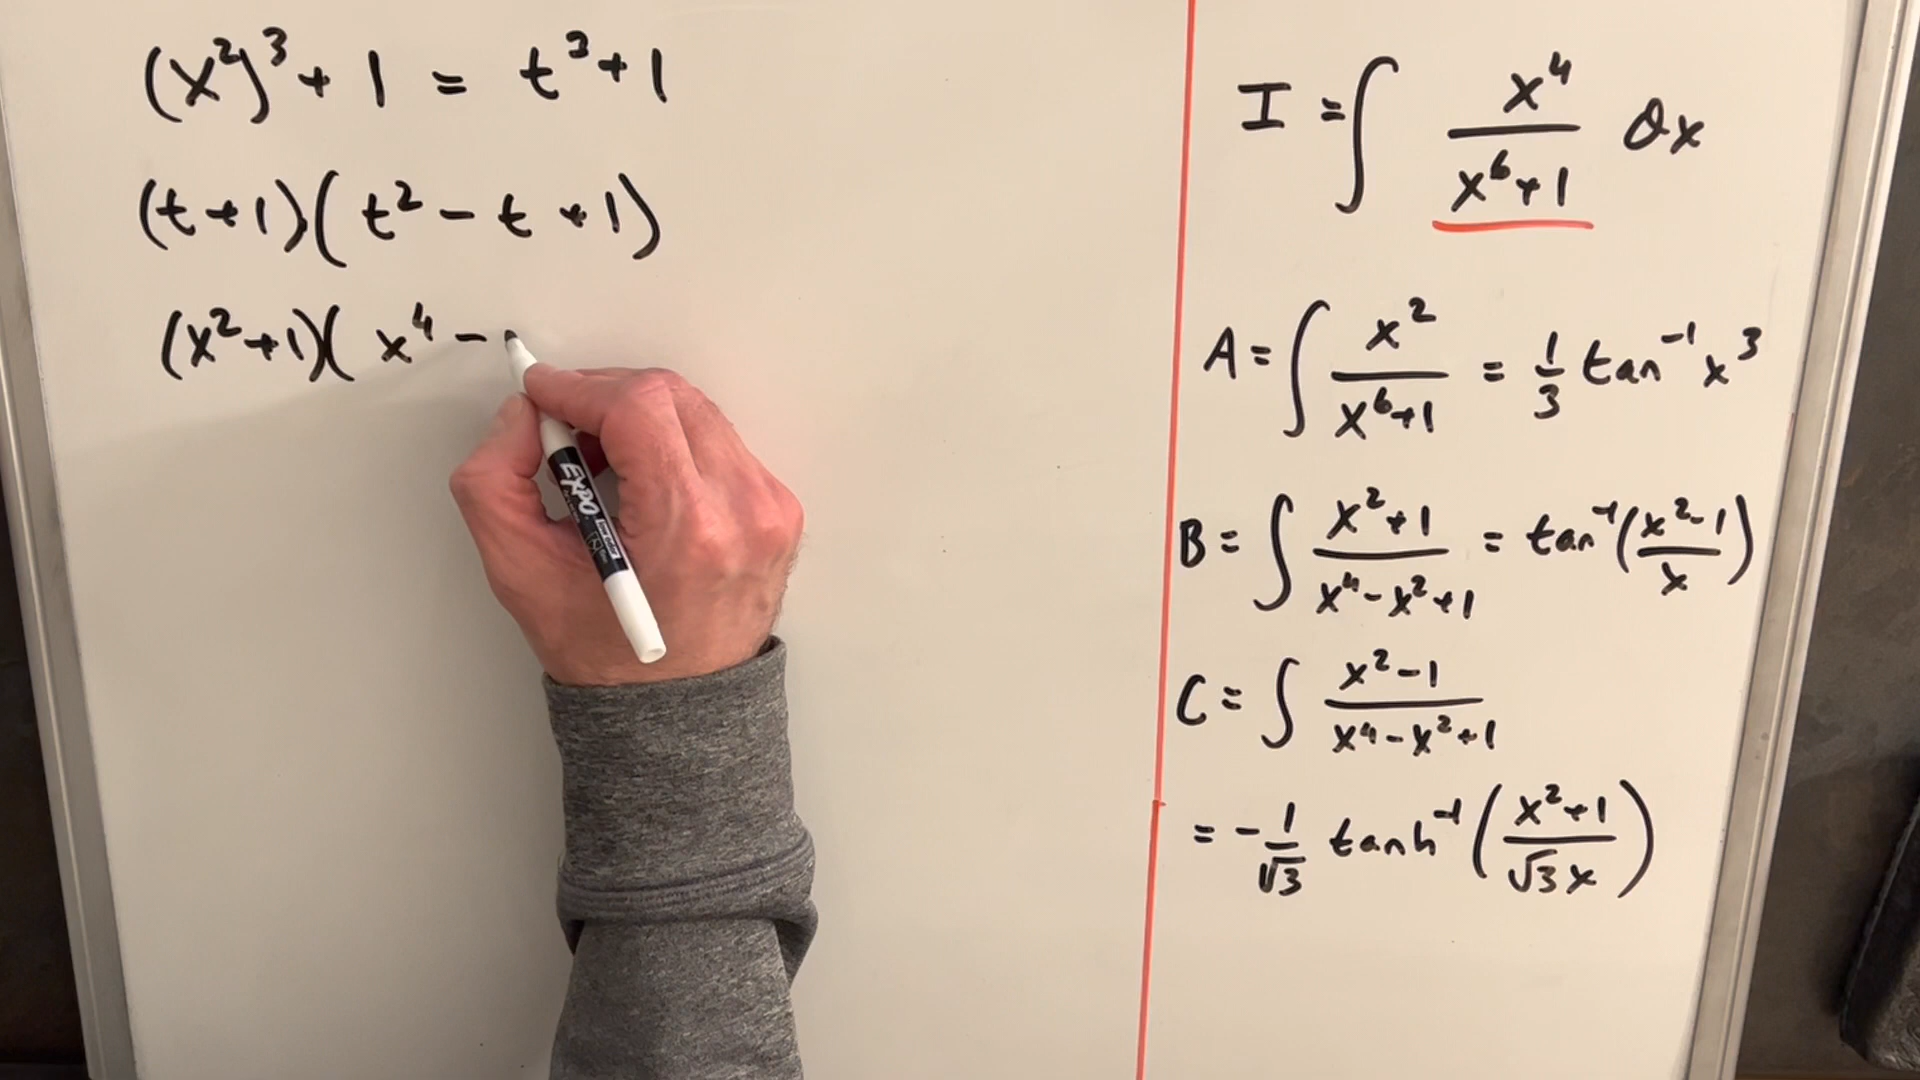 (x²)³ + 1 = t³ + 1
(t+1)(t² - t + 1)
(x²+1)(x⁴ -
EXPO
I = ∫ x⁴/(x⁶+1) dx
A = ∫ x²/(x⁶+1) = 1/3 tan⁻¹ x³
B = ∫ (x²+1)/(x⁴-x²+1) = tan⁻¹((x²-1)/x)
C = ∫ (x²-1)/(x⁴-x²+1)
= -1/√3 tanh⁻¹((x²+1)/(√3 x))